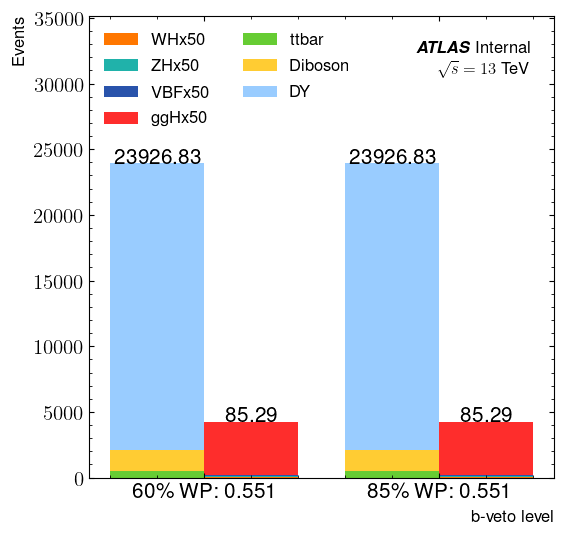 Events
35000
30000
25000
20000
15000
10000
5000
0
WHx50
ZHx50
VBFx50
ggHx50
ttbar
Diboson
DY
ATLAS Internal
√s = 13 TeV
23926.83
23926.83
85.29
85.29
60% WP: 0.551
85% WP: 0.551
b-veto level